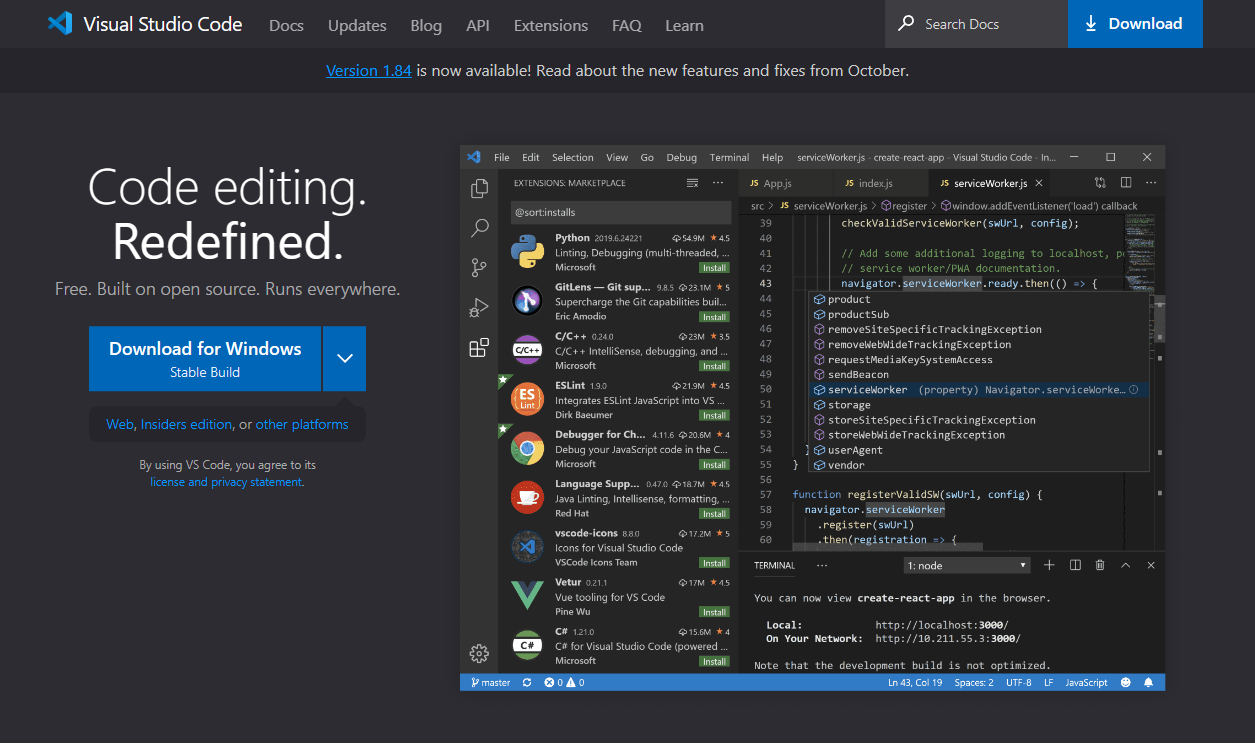 Visual Studio Code Docs Updates Blog API Extensions FAQ Learn Search Docs Download
Version 1.84 is now available! Read about the new features and fixes from October.
Code editing.
Redefined.
Free. Built on open source. Runs everywhere.
Download for Windows
Stable Build
Web, Insiders edition, or other platforms
By using VS Code, you agree to its
license and privacy statement.
File Edit Selection View Go Debug Terminal Help serviceWorker.js - create-react-app - Visual Studio Code - In...
EXTENSIONS: MARKETPLACE
@sort:installs
Python 2019.6.24221 54.9M 4.5
Linting, Debugging (multi-threaded, ...
Microsoft Install
GitLens — Git sup... 9.8.5 23.1M 5
Supercharge the Git capabilities buil...
Eric Amodio Install
C/C++ 0.24.0 23M 3.5
C/C++ IntelliSense, debugging, and ...
Microsoft Install
ESLint 1.9.0 21.9M 4.5
Integrates ESLint JavaScript into VS ...
Dirk Baeumer Install
Debugger for Ch... 4.11.6 20.6M 4
Debug your JavaScript code in the C...
Microsoft Install
Language Supp... 0.47.0 18.7M 4.5
Java Linting, Intellisense, formatting, ...
Red Hat Install
vscode-icons 8.8.0 17.2M 5
Icons for Visual Studio Code
VSCode Icons Team Install
Vetur 0.21.1 17M 4.5
Vue tooling for VS Code
Pine Wu Install
C# 1.21.0 15.6M 4
C# for Visual Studio Code (powered ...
Microsoft Install
ES
Lint
C/C++
C#
JS App.js JS index.js JS serviceWorker.js
src > JS serviceWorker.js > register > window.addEventListener('load') callback
39 checkValidServiceWorker(swUrl, config);
40
41 // Add some additional logging to localhost, po
42 // service worker/PWA documentation.
43 navigator.serviceWorker.ready.then(() => {
44 product
45 productSub
46 removeSiteSpecificTrackingException
47 removeWebWideTrackingException
48 requestMediaKeySystemAccess
49 sendBeacon
50 serviceWorker (property) Navigator.serviceWorke...
51 storage
52 storeSiteSpecificTrackingException
53 storeWebWideTrackingException
54 } userAgent
55 } vendor
56
57 function registerValidSW(swUrl, config) {
58 navigator.serviceWorker
59 .register(swUrl)
60 .then(registration => {
TERMINAL ... 1: node
You can now view create-react-app in the browser.
Local: http://localhost:3000/
On Your Network: http://10.211.55.3:3000/
Note that the development build is not optimized.
master 0 0 Ln 43, Col 19 Spaces: 2 UTF-8 LF JavaScript